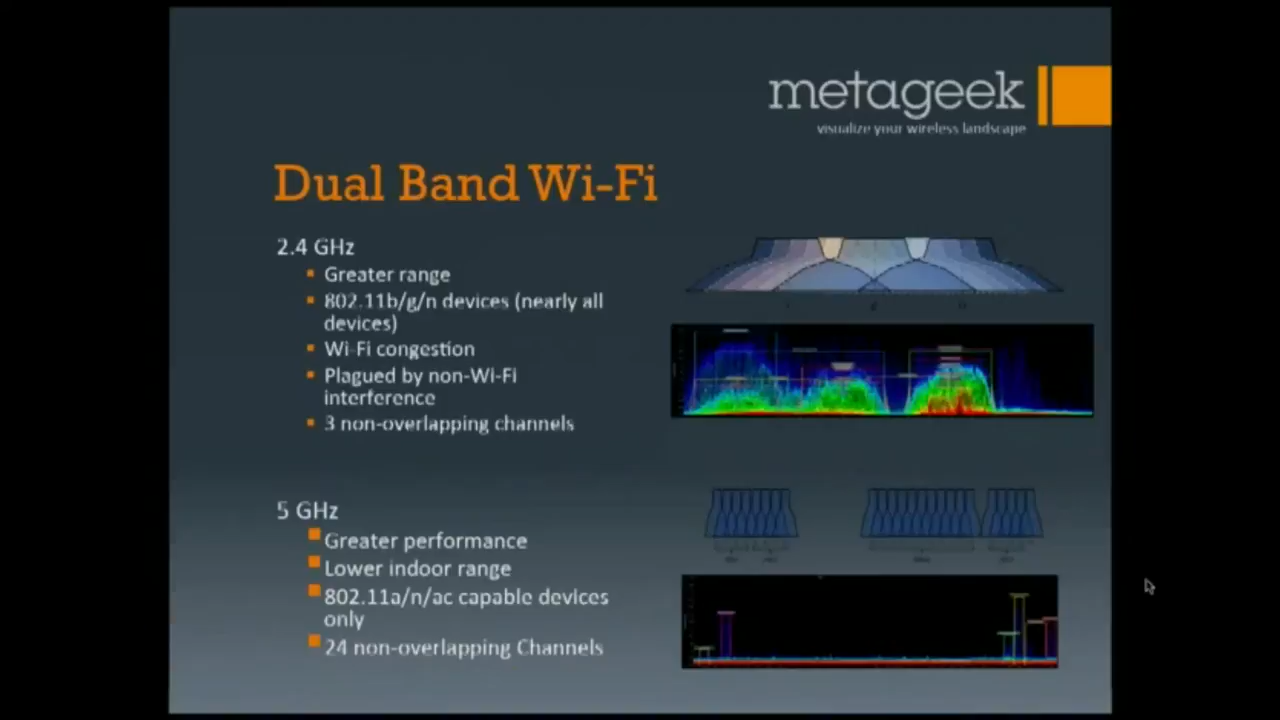 metageek
visualize your wireless landscape
Dual Band Wi-Fi
2.4 GHz
Greater range
802.11b/g/n devices (nearly all
devices)
Wi-Fi congestion
Plagued by non-Wi-Fi
interference
3 non-overlapping channels
5 GHz
Greater performance
Lower indoor range
802.11a/n/ac capable devices
only
24 non-overlapping Channels